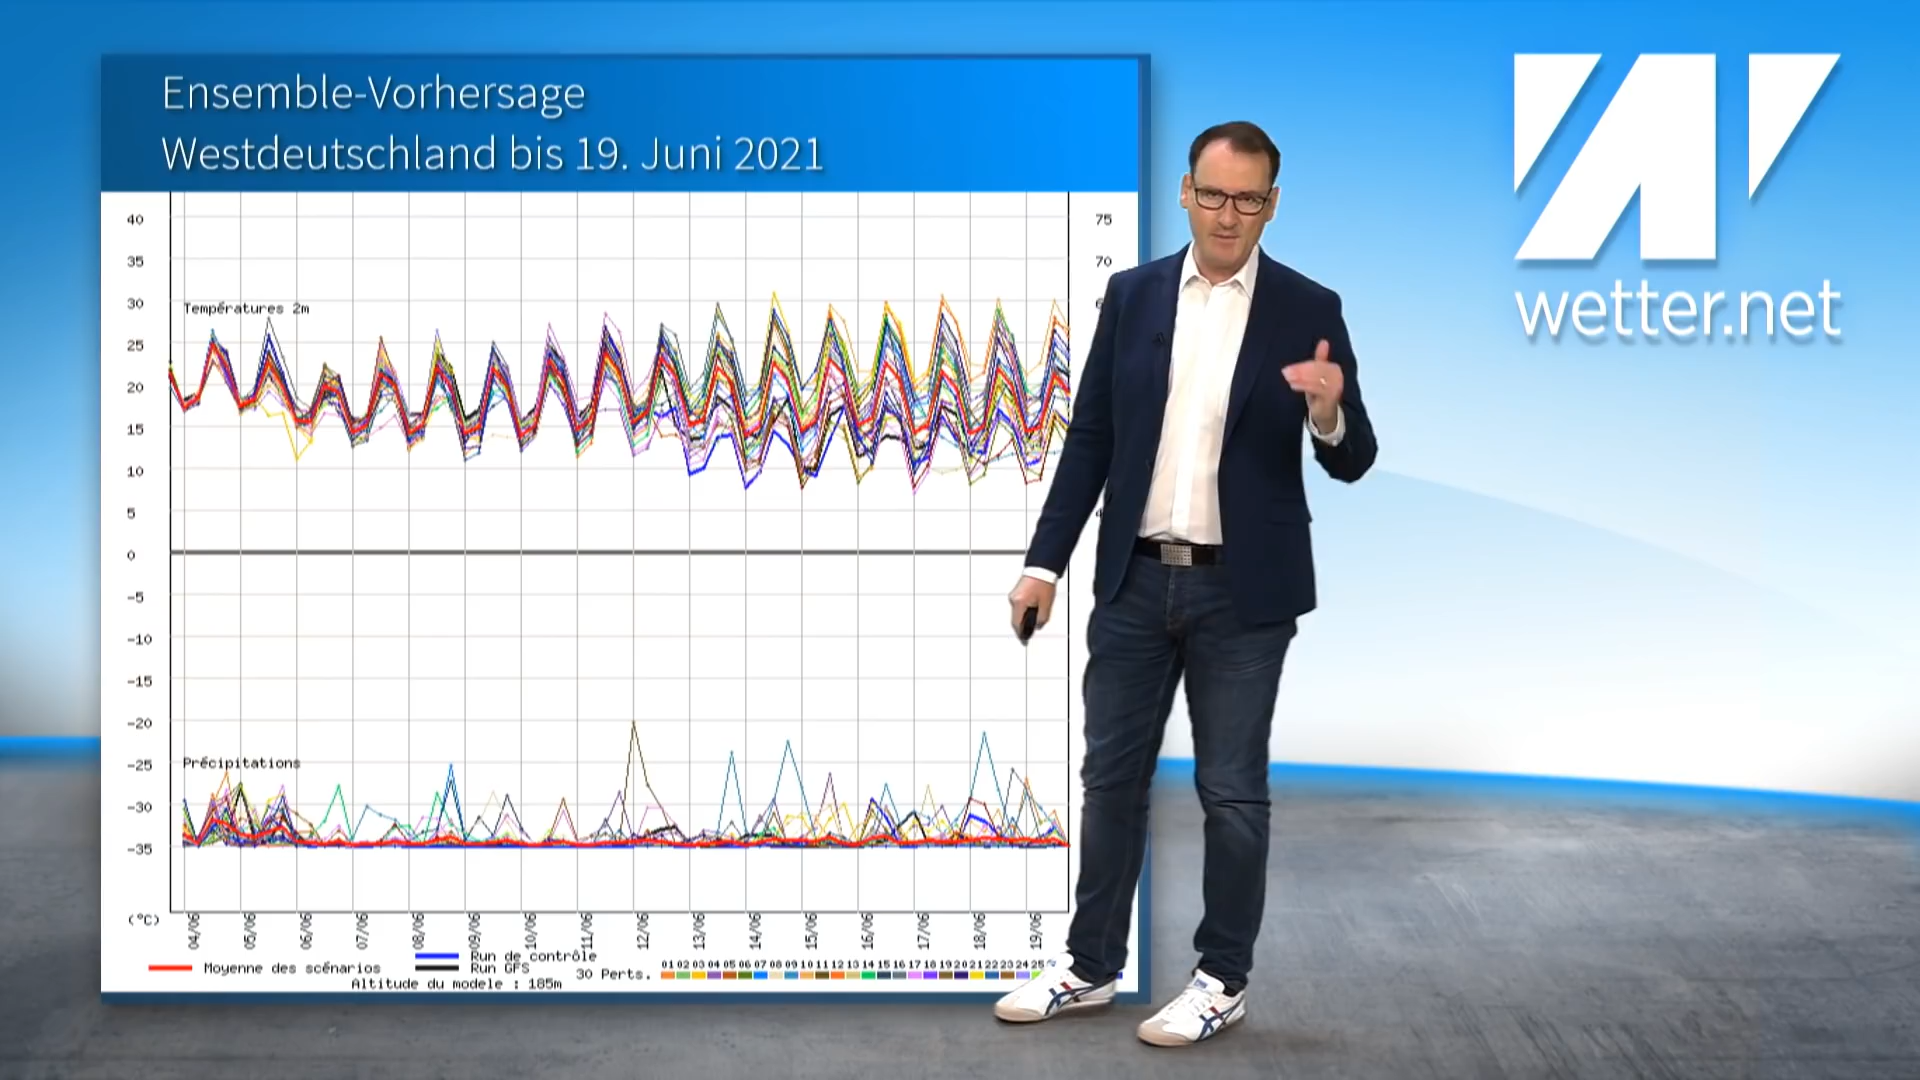 Ensemble-Vorhersage
Westdeutschland bis 19. Juni 2021
wetter.net
40
35
30
25
20
15
10
5
0
-5
-10
-15
-20
-25
-30
-35
(°C)
75
70
Températures 2m
Précipitations
04/06 05/06 06/06 07/06 08/06 09/06 10/06 11/06 12/06 13/06 14/06 15/06 16/06 17/06 18/06 19/06
Run de contrôle
Moyenne des scénarios
Run GFS
30 Perts.
01 02 03 04 05 06 07 08 09 10 11 12 13 14 15 16 17 18 19 20 21 22 23 24 25
Altitude du modele : 185m